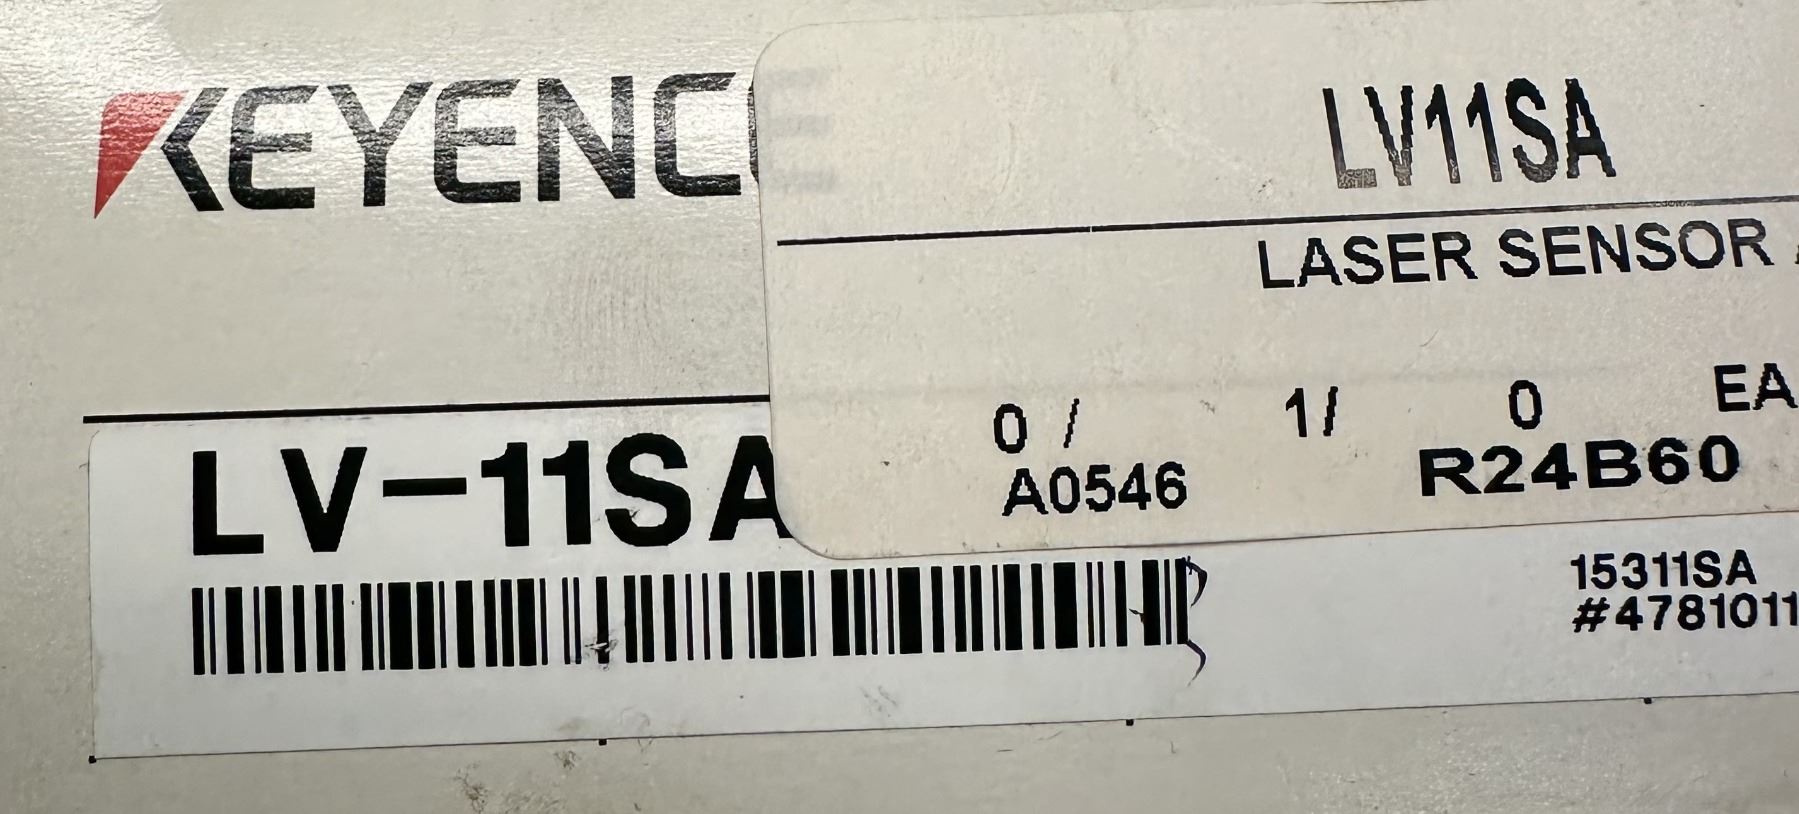 KEYENC
LV11SA
LASER SENSOR
0 / 1/ 0 EA
A0546 R24B60
LV-11SA
15311SA
#4781011